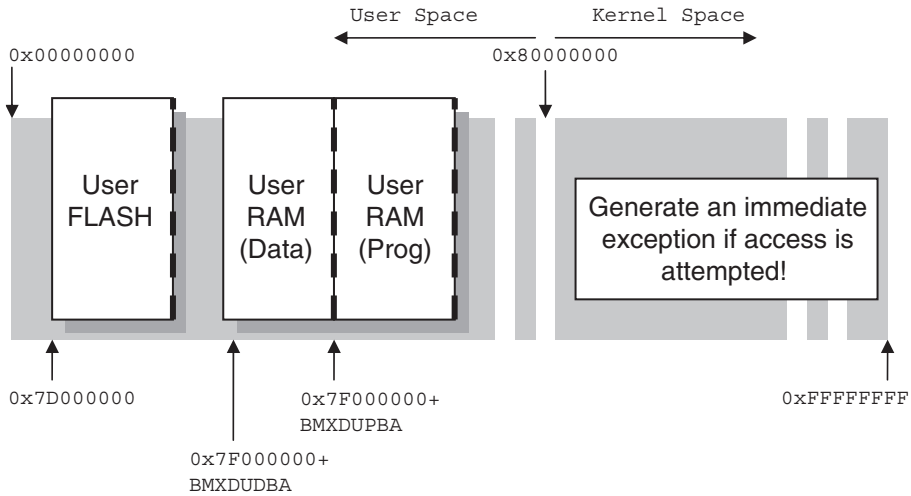 User Space
Kernel Space
0x00000000
0x80000000
User
FLASH
User
RAM
(Data)
User
RAM
(Prog)
Generate an immediate
exception if access is
attempted!
0x7D000000
0x7F000000+
BMXDUPBA
0xFFFFFFFF
0x7F000000+
BMXDUDBA